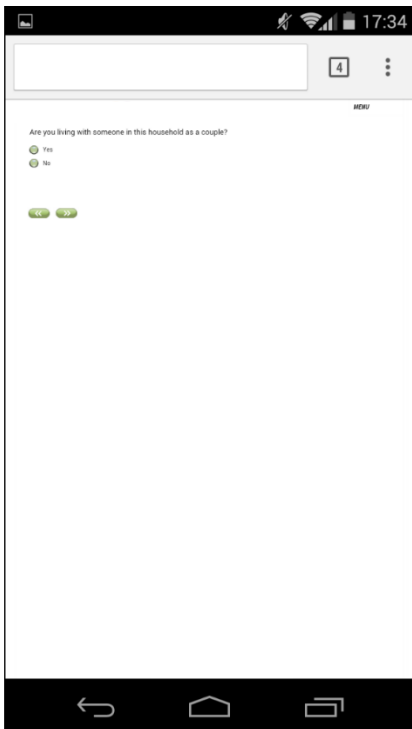 17:34
4
MENU
Are you living with someone in this household as a couple?
Yes
No
<< >>